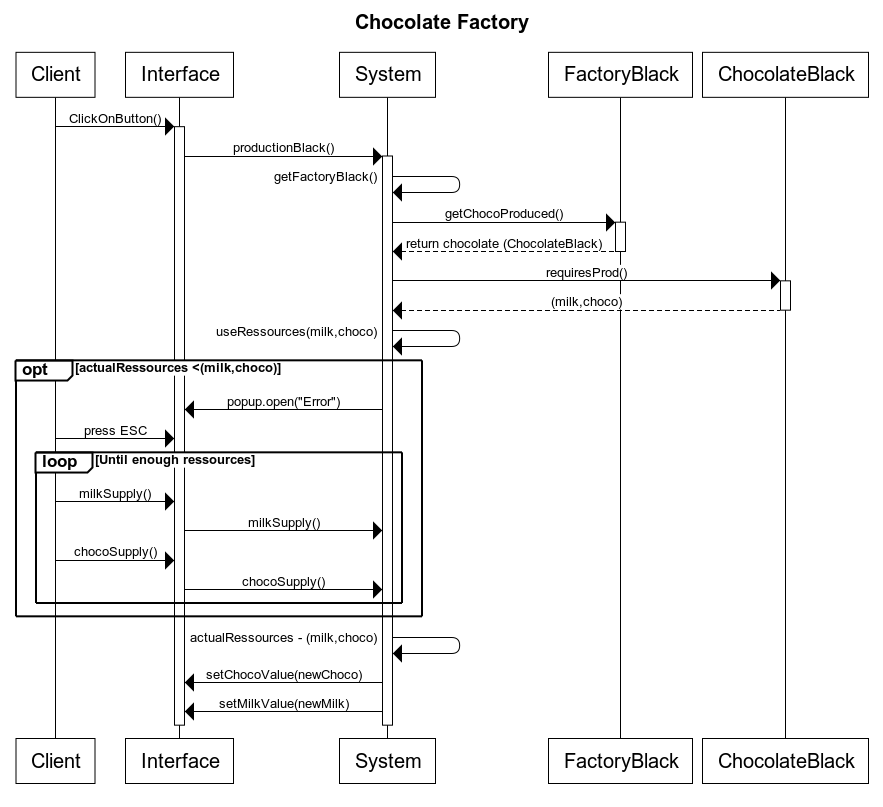 Chocolate Factory
Client
Interface
System
FactoryBlack
ChocolateBlack
ClickOnButton()
productionBlack()
getFactoryBlack()
getChocoProduced()
return chocolate (ChocolateBlack)
requiresProd()
(milk,choco)
useRessources(milk,choco)
opt [actualRessources <(milk,choco)]
popup.open("Error")
press ESC
loop [Until enough ressources]
milkSupply()
milkSupply()
chocoSupply()
chocoSupply()
actualRessources - (milk,choco)
setChocoValue(newChoco)
setMilkValue(newMilk)
Client
Interface
System
FactoryBlack
ChocolateBlack